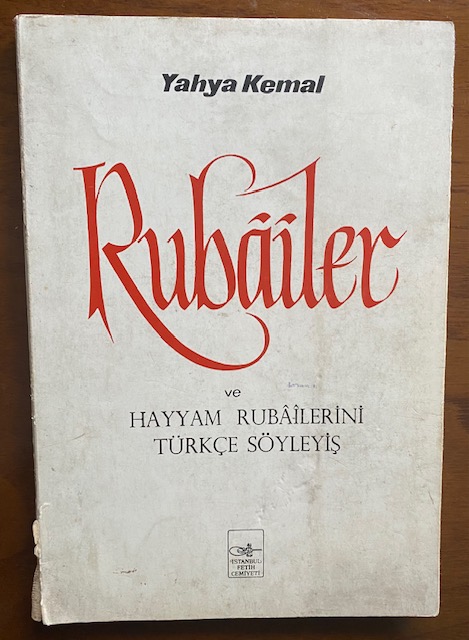 Yahya Kemal
Rubâîler
ve
HAYYAM RUBÂÎLERİNİ
TÜRKÇE SÖYLEYİŞ
İSTANBUL
FETİH
CEMİYETİ